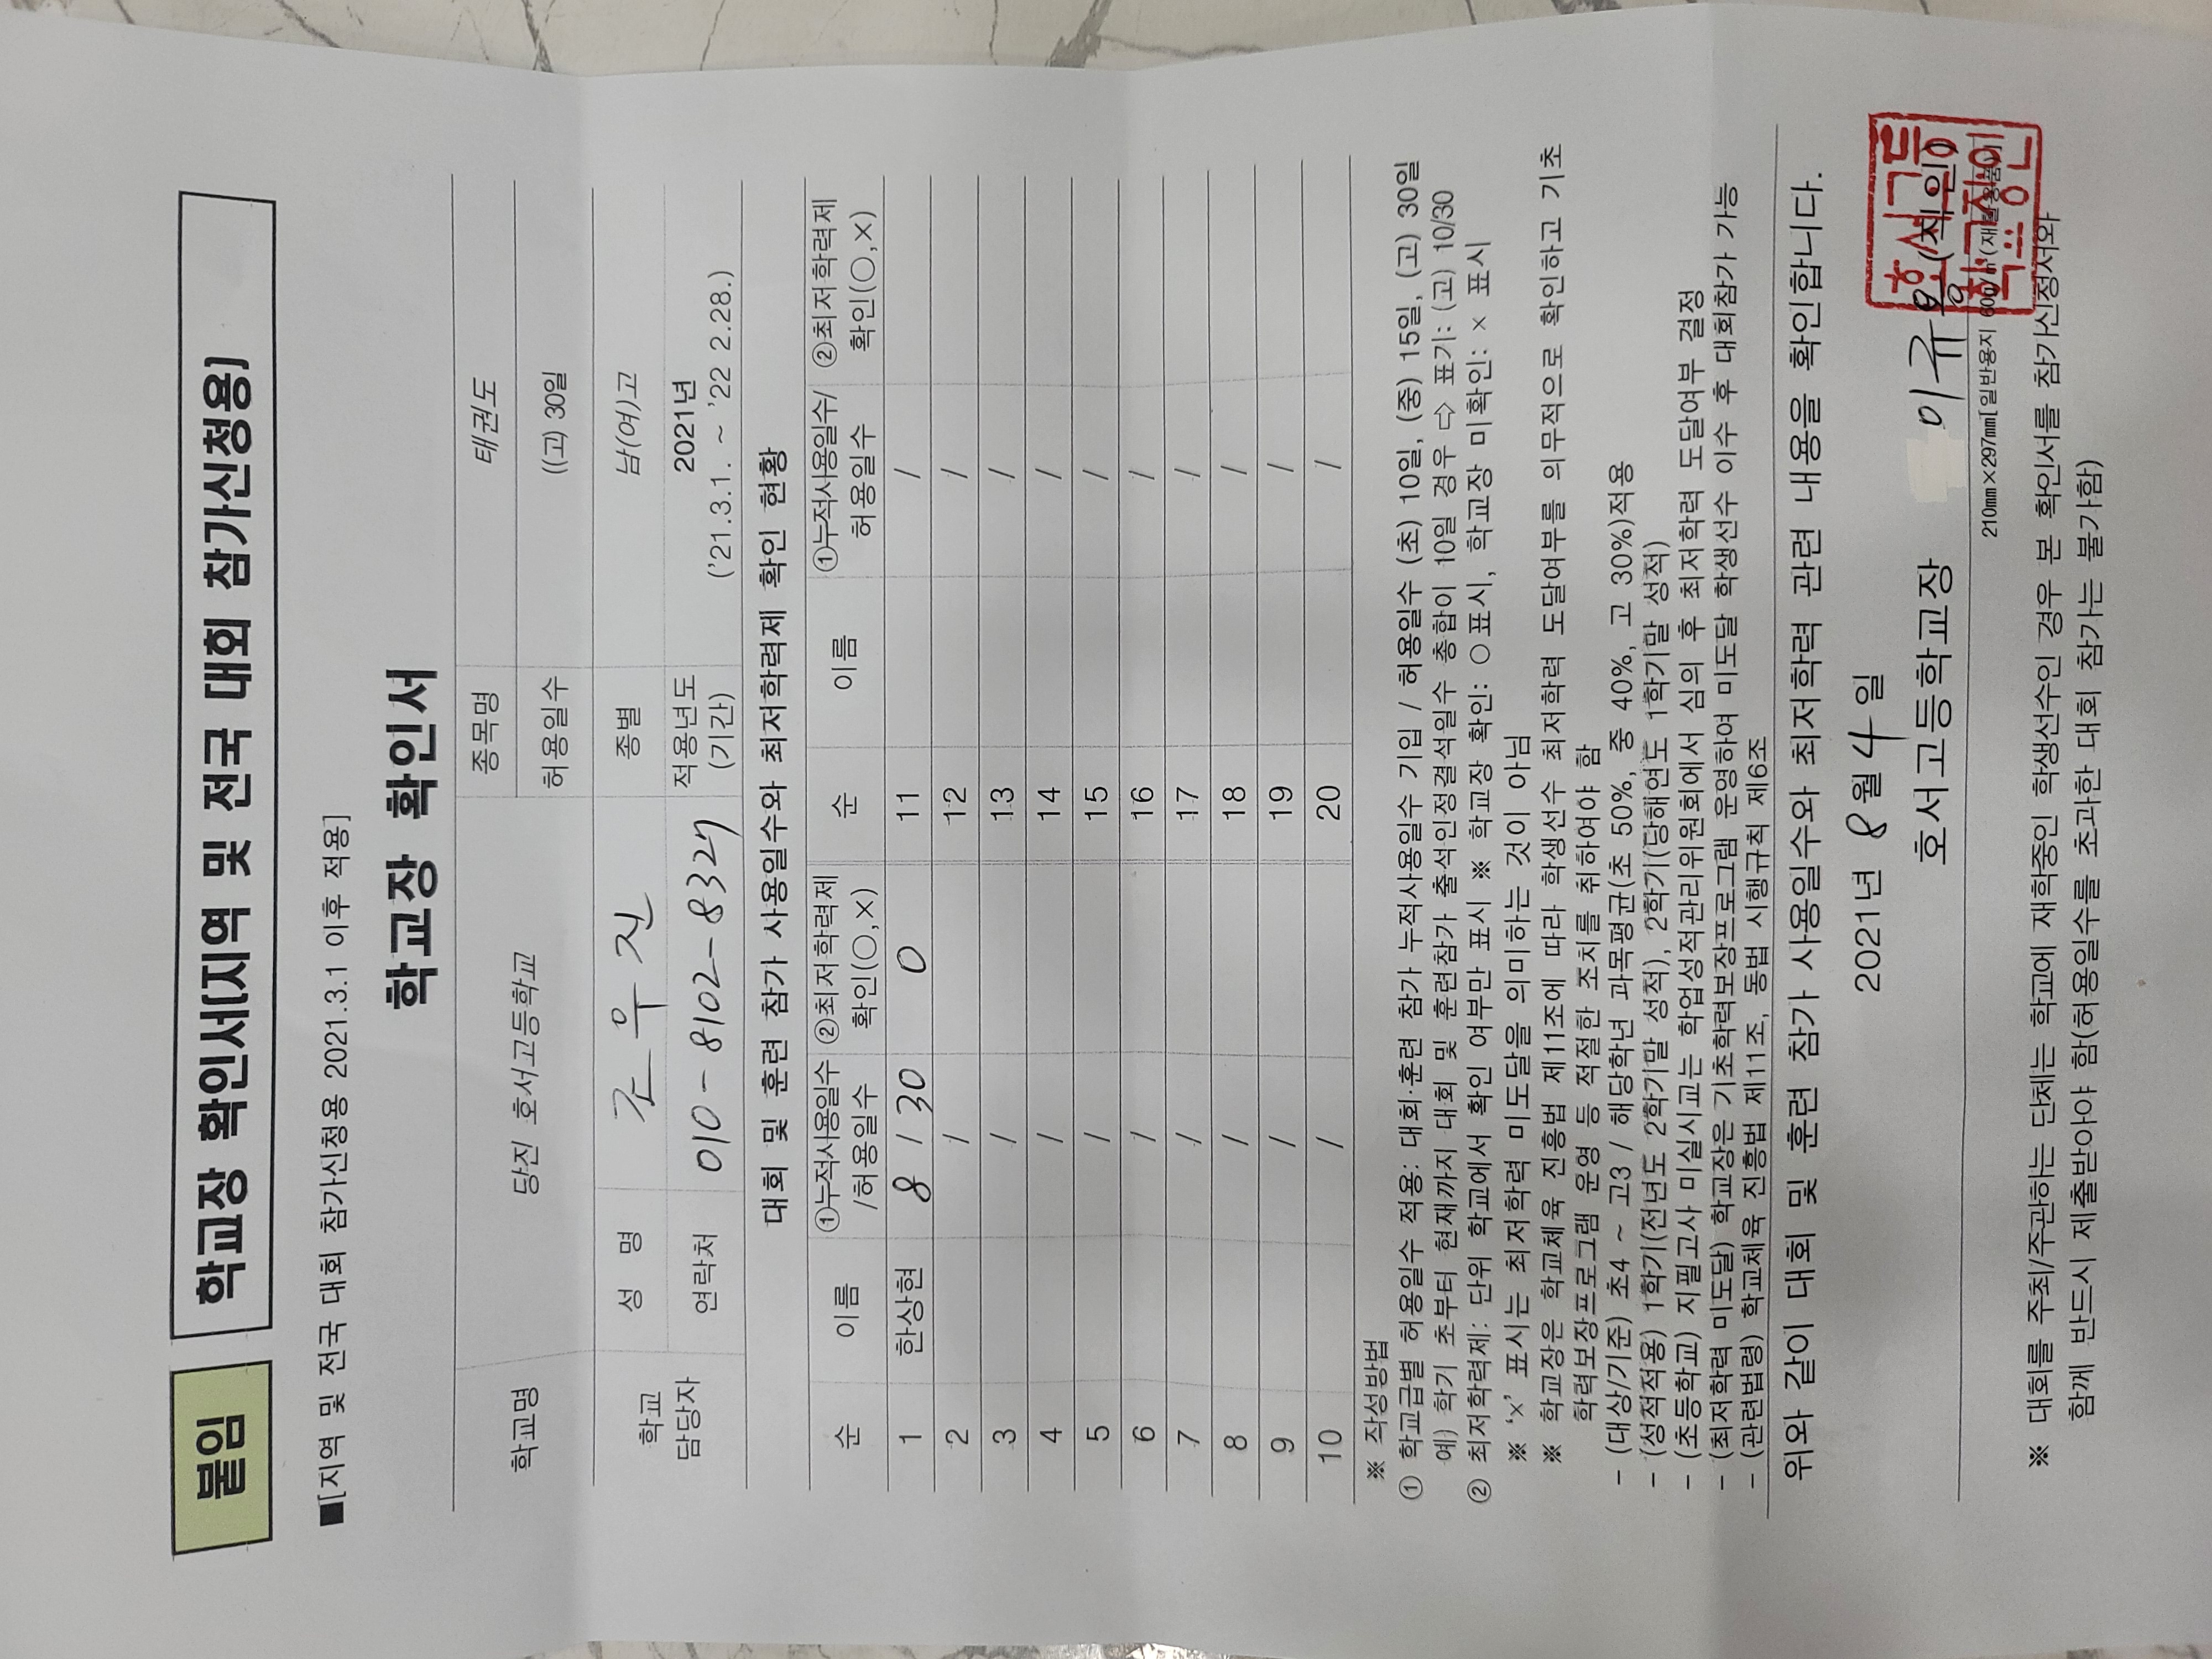 붙임
학교장 확인서[지역 및 전국 대회 참가신청용]
■[지역 및 전국 대회 참가신청용 2021.3.1 이후 적용]
학교장 확인서
학교명 당진 호서고등학교 종목명 태권도
허용일수 ((고) 30일
학교 담당자 성 명 조우진 종별 남(여)고
연락처 010-8102-8327 적용년도 (기간) 2021년 ('21.3.1. ~ '22 2.28.)
대회 및 훈련 참가 사용일수와 최저학력제 확인 현황
순 이름 ①누적사용일수 /허용일수 ②최저학력제 확인(○,×) 순 이름 ①누적사용일수/ 허용일수 ②최저학력제 확인(○,×)
1 한상현 8 / 30 O 11 /
2 / 12 /
3 / 13 /
4 / 14 /
5 / 15 /
6 / 16 /
7 / 17 /
8 / 18 /
9 / 19 /
10 / 20 /
※ 작성방법
① 학교급별 허용일수 적용: 대회·훈련 참가 누적사용일수 기입 / 허용일수 (초) 10일, (중) 15일, (고) 30일
예) 학기 초부터 현재까지 대회 및 훈련참가 출석인정결석일수 총합이 10일 경우 ⇨ 표기: (고) 10/30
② 최저학력제: 단위 학교에서 확인 여부만 표시 ※ 학교장 확인: ○표시, 학교장 미확인: × 표시
※ '×' 표시는 최저학력 미도달을 의미하는 것이 아님
※ 학교장은 학교체육 진흥법 제11조에 따라 학생선수 최저학력 도달여부를 의무적으로 확인하고 기초
학력보장프로그램 운영 등 적절한 조치를 취하여야 함
- (대상/기준) 초4 ~ 고3 / 해당학년 과목평균(초 50%, 중 40%, 고 30%)적용
- (성적적용) 1학기(전년도 2학기말 성적), 2학기(당해연도 1학기말 성적)
- (초등학교) 지필고사 미실시교는 학업성적관리위원회에서 심의 후 최저학력 도달여부 결정
- (최저학력 미도달) 학교장은 기초학력보장프로그램 운영하여 미도달 학생선수 이수 후 대회참가 가능
- (관련법령) 학교체육 진흥법 제11조, 동법 시행규칙 제6조
위와 같이 대회 및 훈련 참가 사용일수와 최저학력 관련 내용을 확인합니다.
2021년 8월 4일
호서고등학교장 이규용 (직인)
호서고등
학교장인
210㎜×297㎜[일반용지 60g/㎡(재활용품)]
※ 대회를 주최/주관하는 단체는 학교에 재학중인 학생선수인 경우 본 확인서를 참가신청서와
함께 반드시 제출받아야 함(허용일수를 초과한 대회 참가는 불가함)